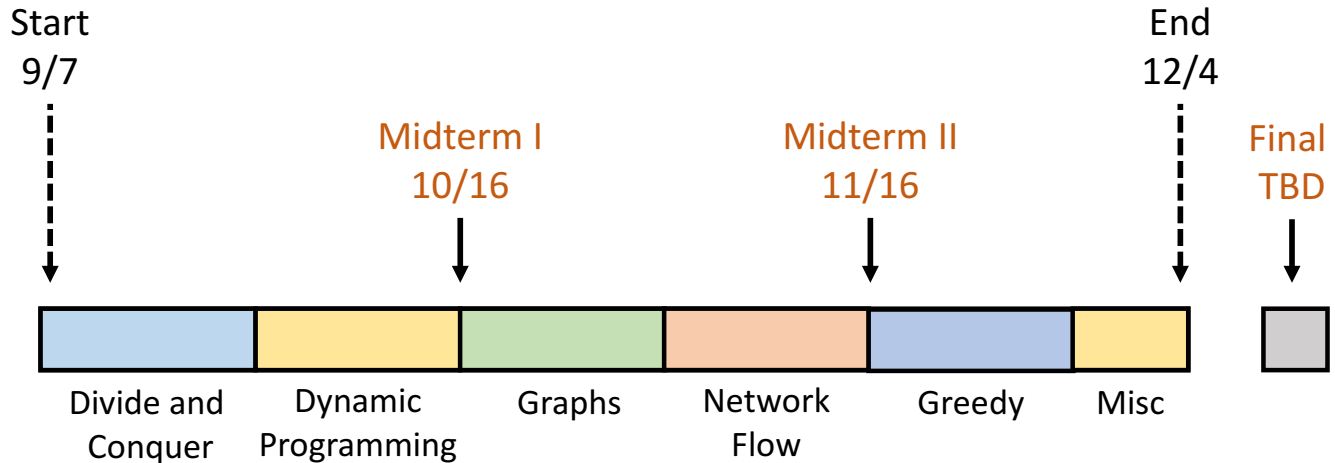 Start
9/7
End
12/4
Midterm I
10/16
Midterm II
11/16
Final
TBD
Divide and
Conquer
Dynamic
Programming
Graphs
Network
Flow
Greedy
Misc